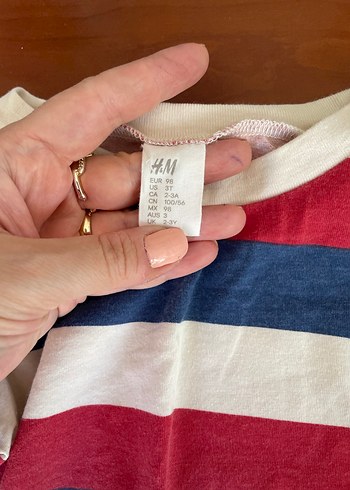 H&M
EUR 98
US 3T
CA 2-3A
CN 100/56
MX 98
AUS 3
UK 2-3Y